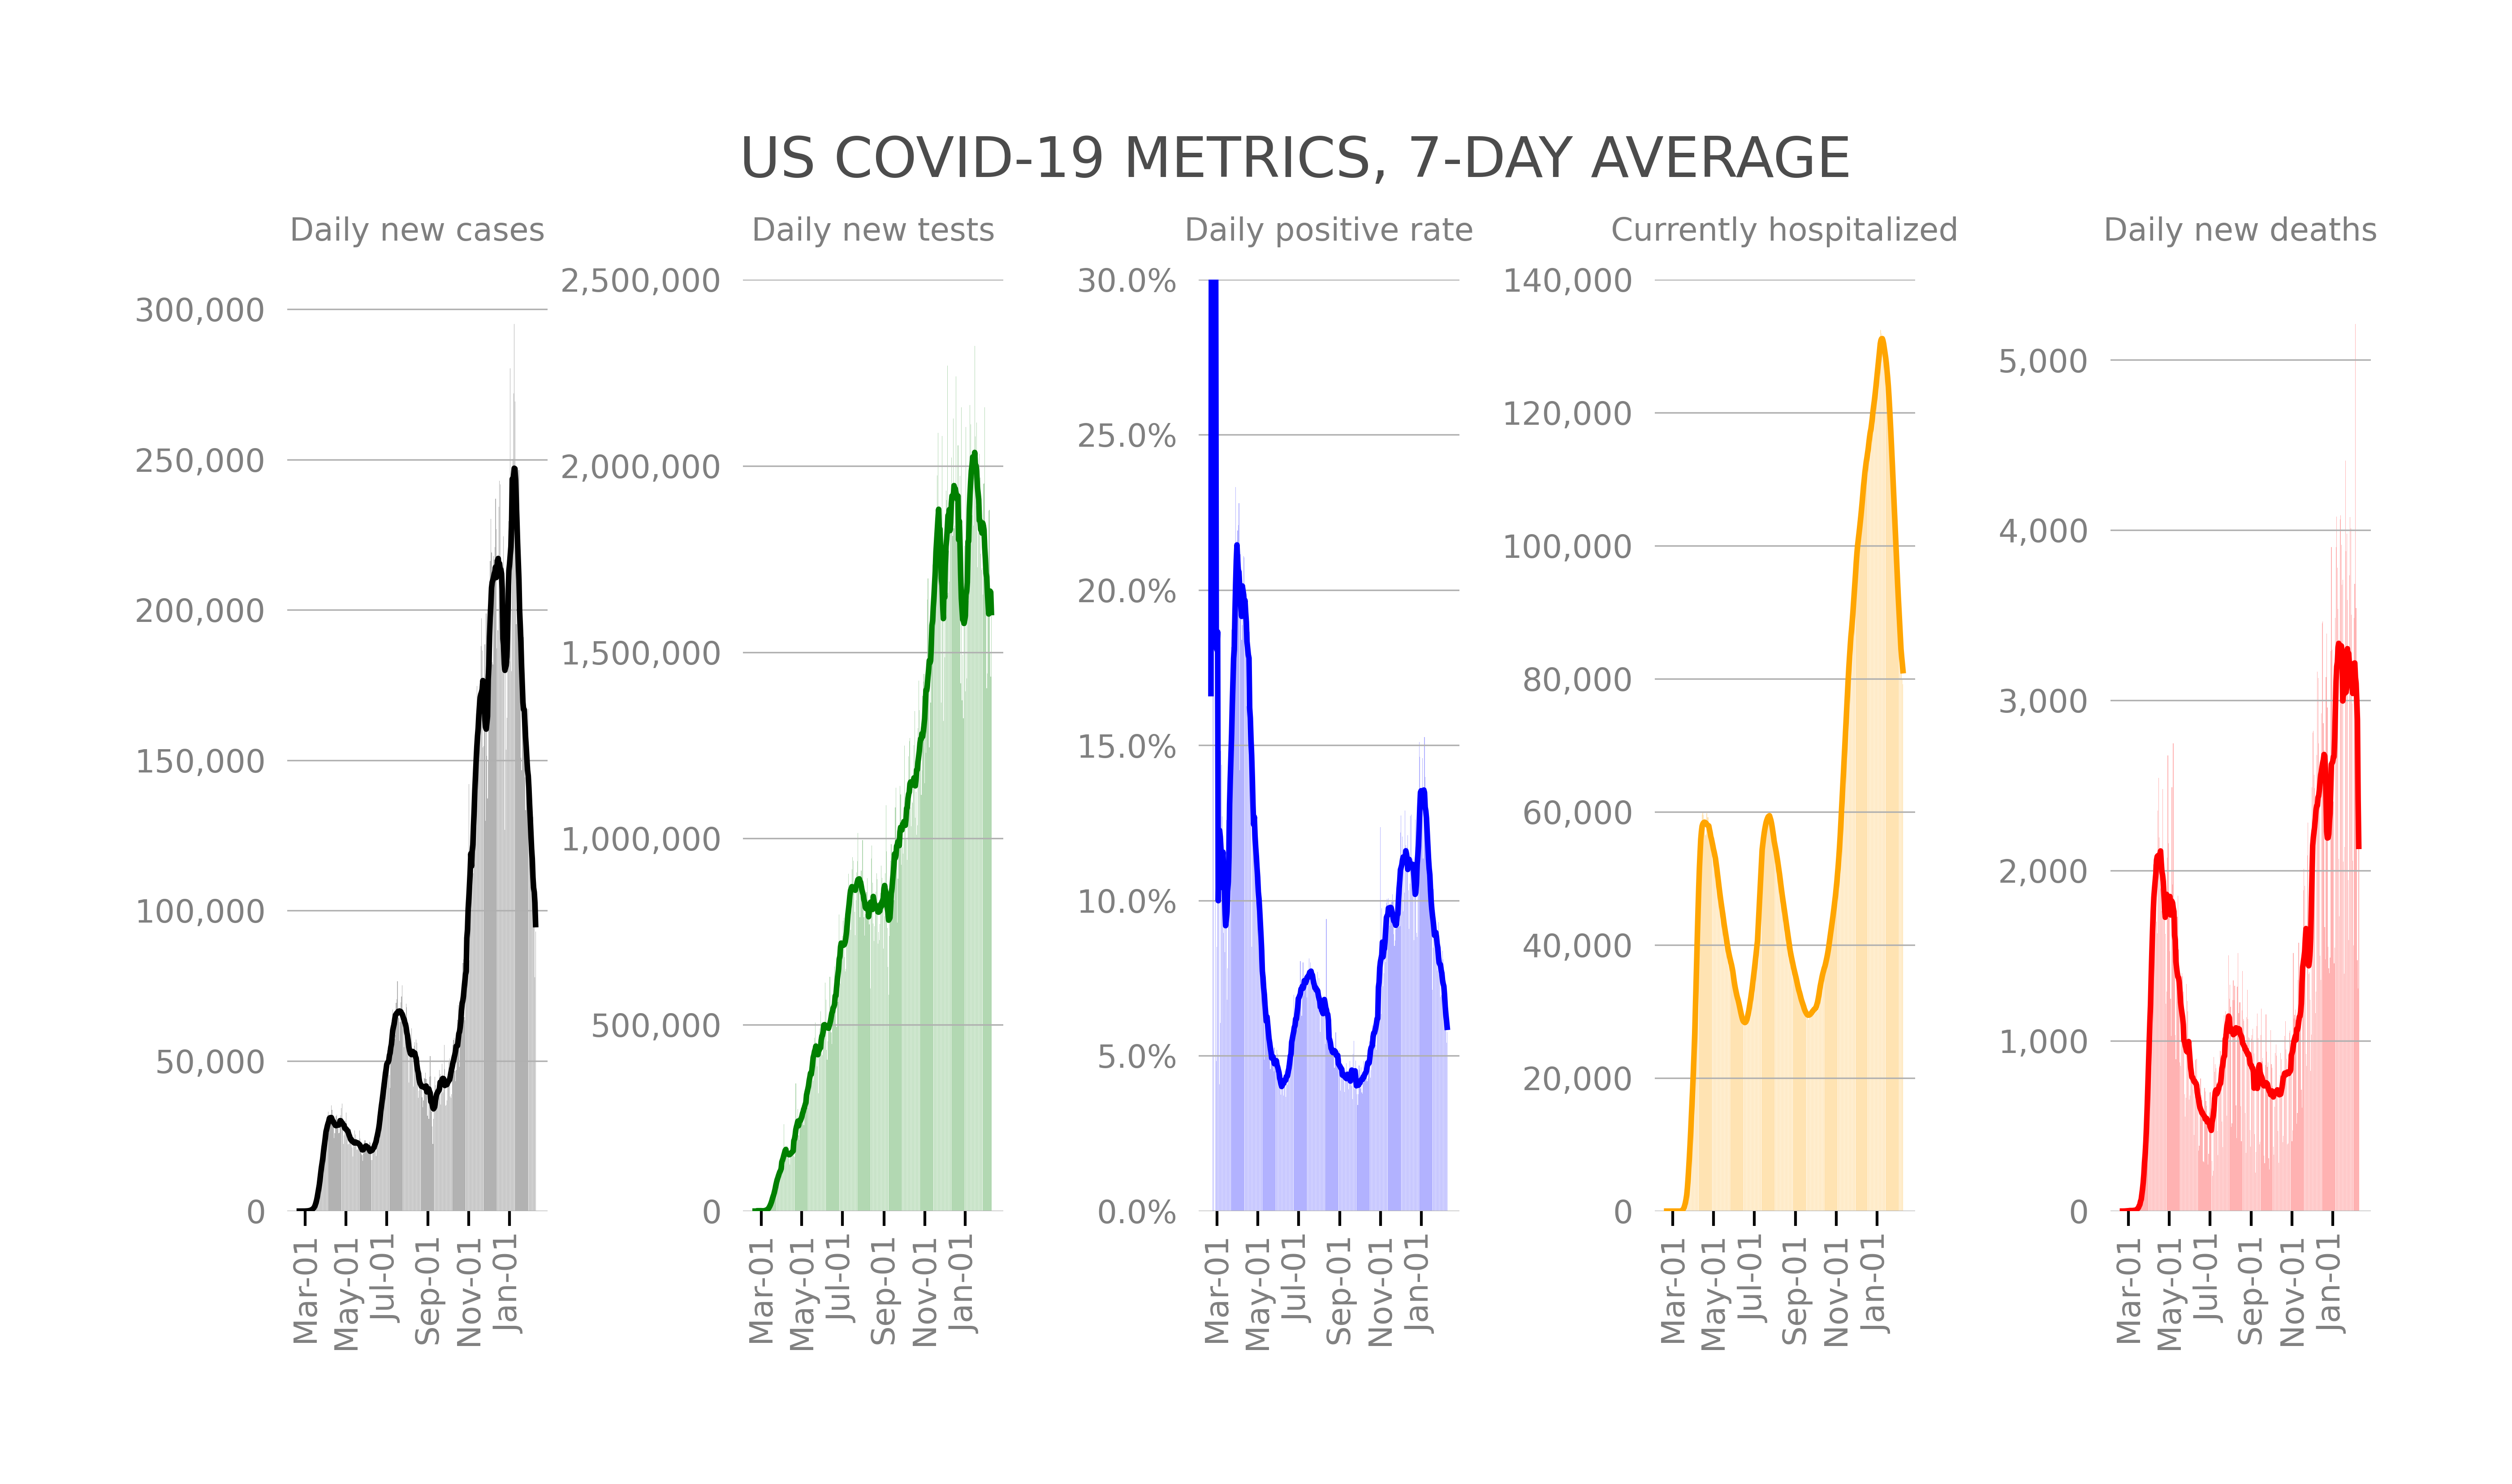 US COVID-19 METRICS, 7-DAY AVERAGE
Daily new cases
300,000
250,000
200,000
150,000
100,000
50,000
0
Mar-01
May-01
Jul-01
Sep-01
Nov-01
Jan-01
Daily new tests
2,500,000
2,000,000
1,500,000
1,000,000
500,000
0
Mar-01
May-01
Jul-01
Sep-01
Nov-01
Jan-01
Daily positive rate
30.0%
25.0%
20.0%
15.0%
10.0%
5.0%
0.0%
Mar-01
May-01
Jul-01
Sep-01
Nov-01
Jan-01
Currently hospitalized
140,000
120,000
100,000
80,000
60,000
40,000
20,000
0
Mar-01
May-01
Jul-01
Sep-01
Nov-01
Jan-01
Daily new deaths
5,000
4,000
3,000
2,000
1,000
0
Mar-01
May-01
Jul-01
Sep-01
Nov-01
Jan-01